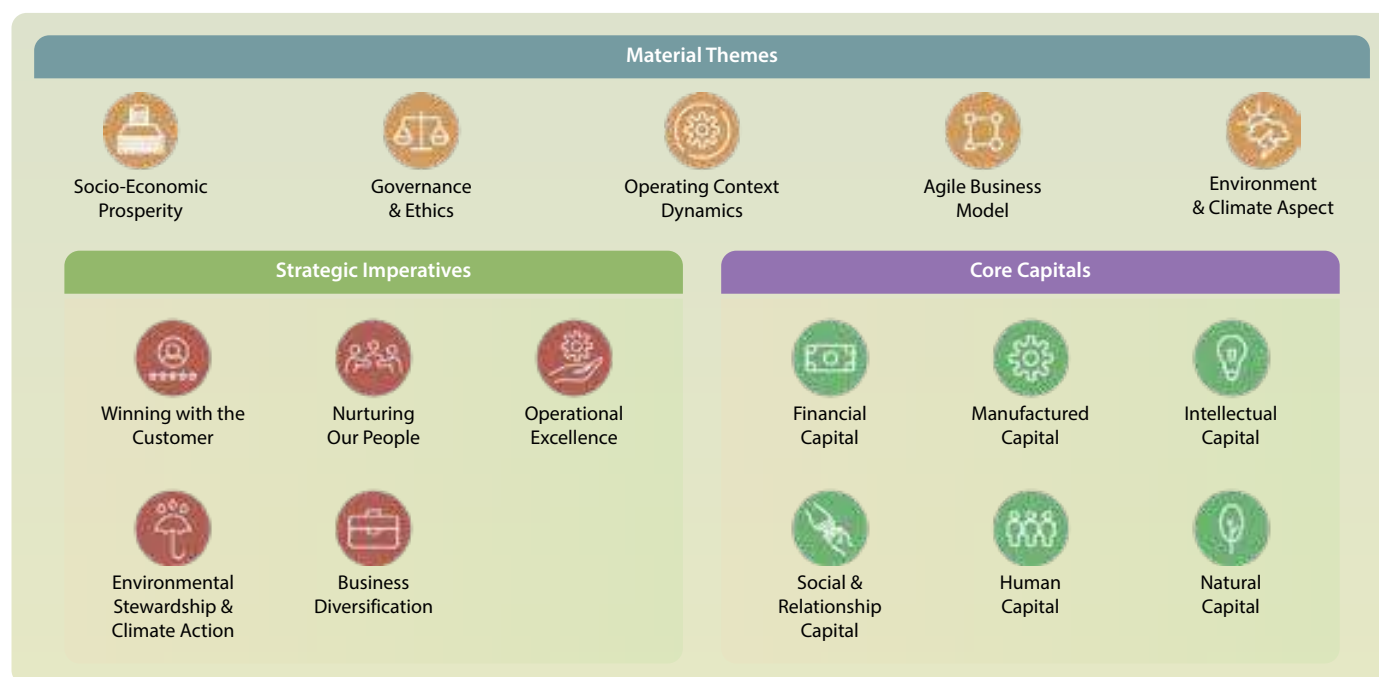 Material Themes
Socio-Economic
Prosperity
Governance
& Ethics
Operating Context
Dynamics
Agile Business
Model
Environment
& Climate Aspect
Strategic Imperatives
Winning with the
Customer
Nurturing
Our People
Operational
Excellence
Environmental
Stewardship &
Climate Action
Business
Diversification
Core Capitals
Financial
Capital
Manufactured
Capital
Intellectual
Capital
Social &
Relationship
Capital
Human
Capital
Natural
Capital